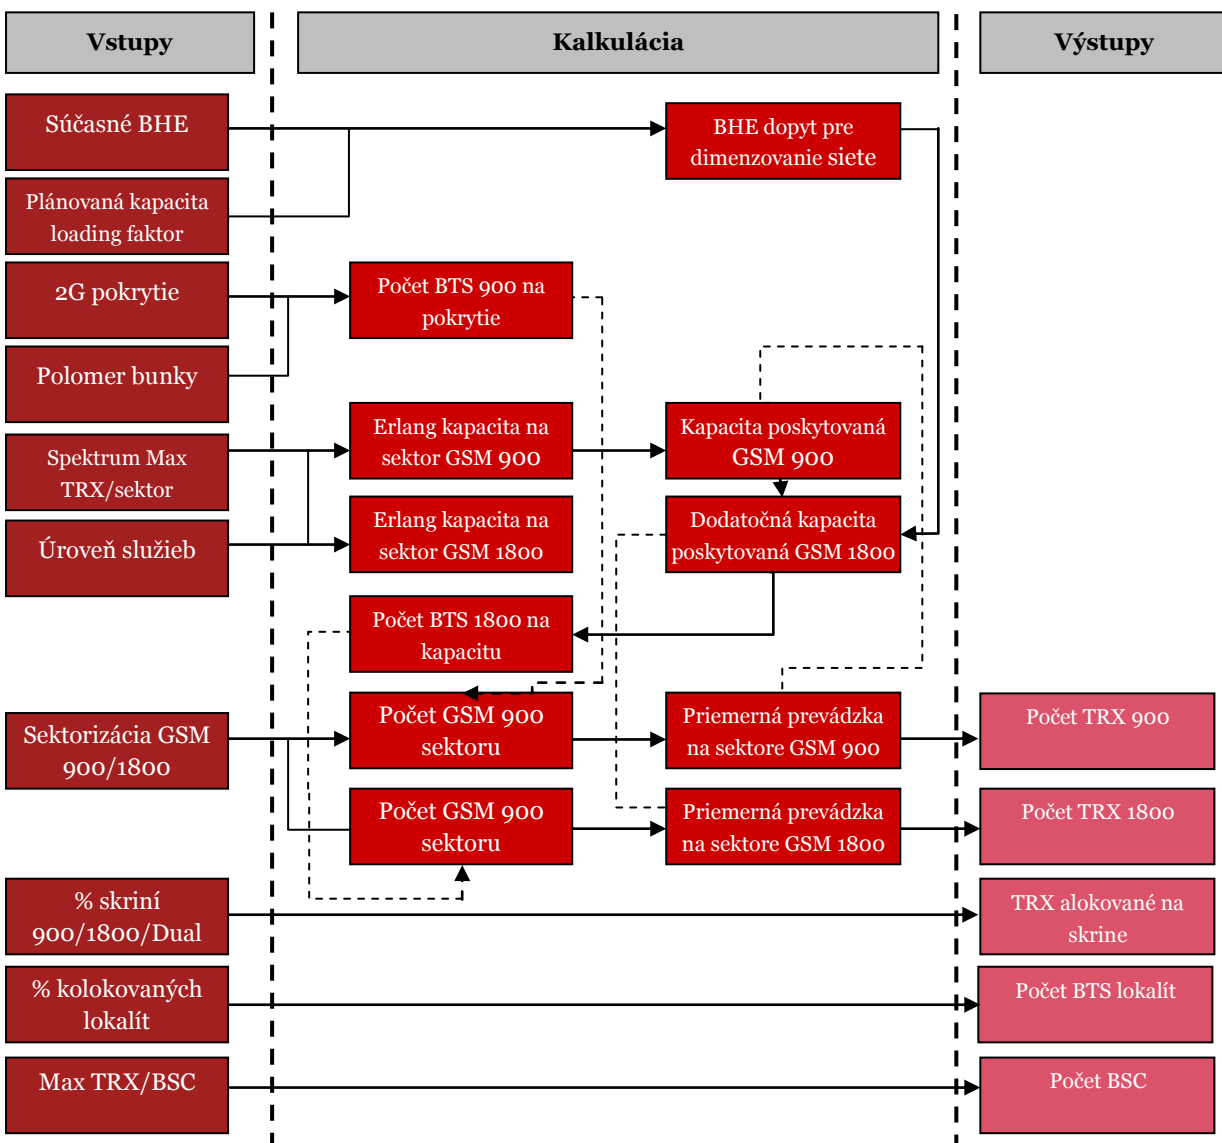 Vstupy
Kalkulácia
Výstupy
Súčasné BHE
BHE dopyt pre
dimenzovanie siete
Plánovaná kapacita
loading faktor
2G pokrytie
Počet BTS 900 na
pokrytie
Polomer bunky
Spektrum Max
TRX/sektor
Erlang kapacita na
sektor GSM 900
Kapacita poskytovaná
GSM 900
Úroveň služieb
Erlang kapacita na
sektor GSM 1800
Dodatočná kapacita
poskytovaná GSM 1800
Počet BTS 1800 na
kapacitu
Sektorizácia GSM
900/1800
Počet GSM 900
sektoru
Priemerná prevádzka
na sektore GSM 900
Počet TRX 900
Počet GSM 900
sektoru
Priemerná prevádzka
na sektore GSM 1800
Počet TRX 1800
% skriní
900/1800/Dual
TRX alokované na
skrine
% kolokovaných
lokalít
Počet BTS lokalít
Max TRX/BSC
Počet BSC